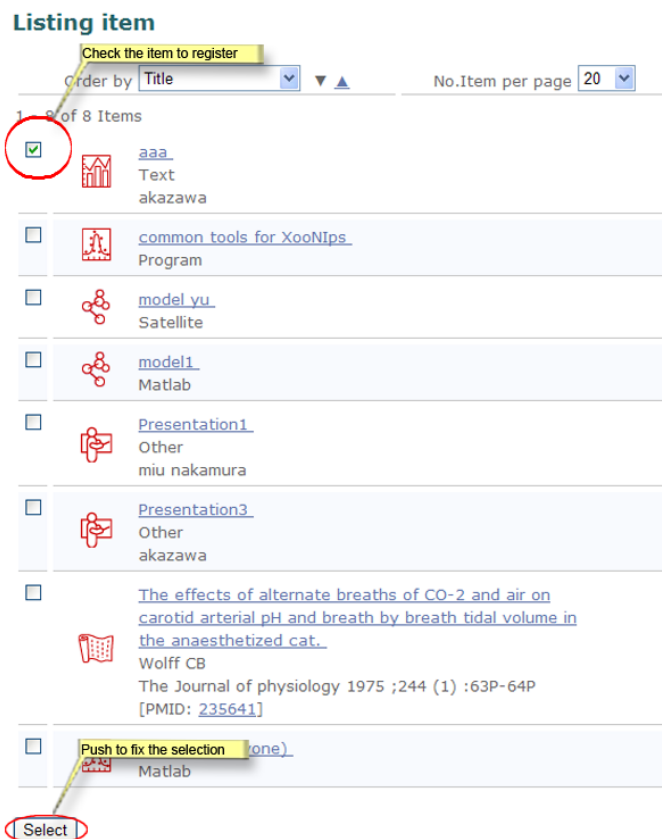 Listing item
Check the item to register
Order by Title ▼ ▲ No.Item per page 20
1 - 8 of 8 Items
aaa
Text
akazawa
common tools for XooNIps
Program
model yu
Satellite
model1
Matlab
Presentation1
Other
miu nakamura
Presentation3
Other
akazawa
The effects of alternate breaths of CO-2 and air on
carotid arterial pH and breath by breath tidal volume in
the anaesthetized cat.
Wolff CB
The Journal of physiology 1975 ;244 (1) :63P-64P
[PMID: 235641]
Push to fix the selection
Matlab
Select